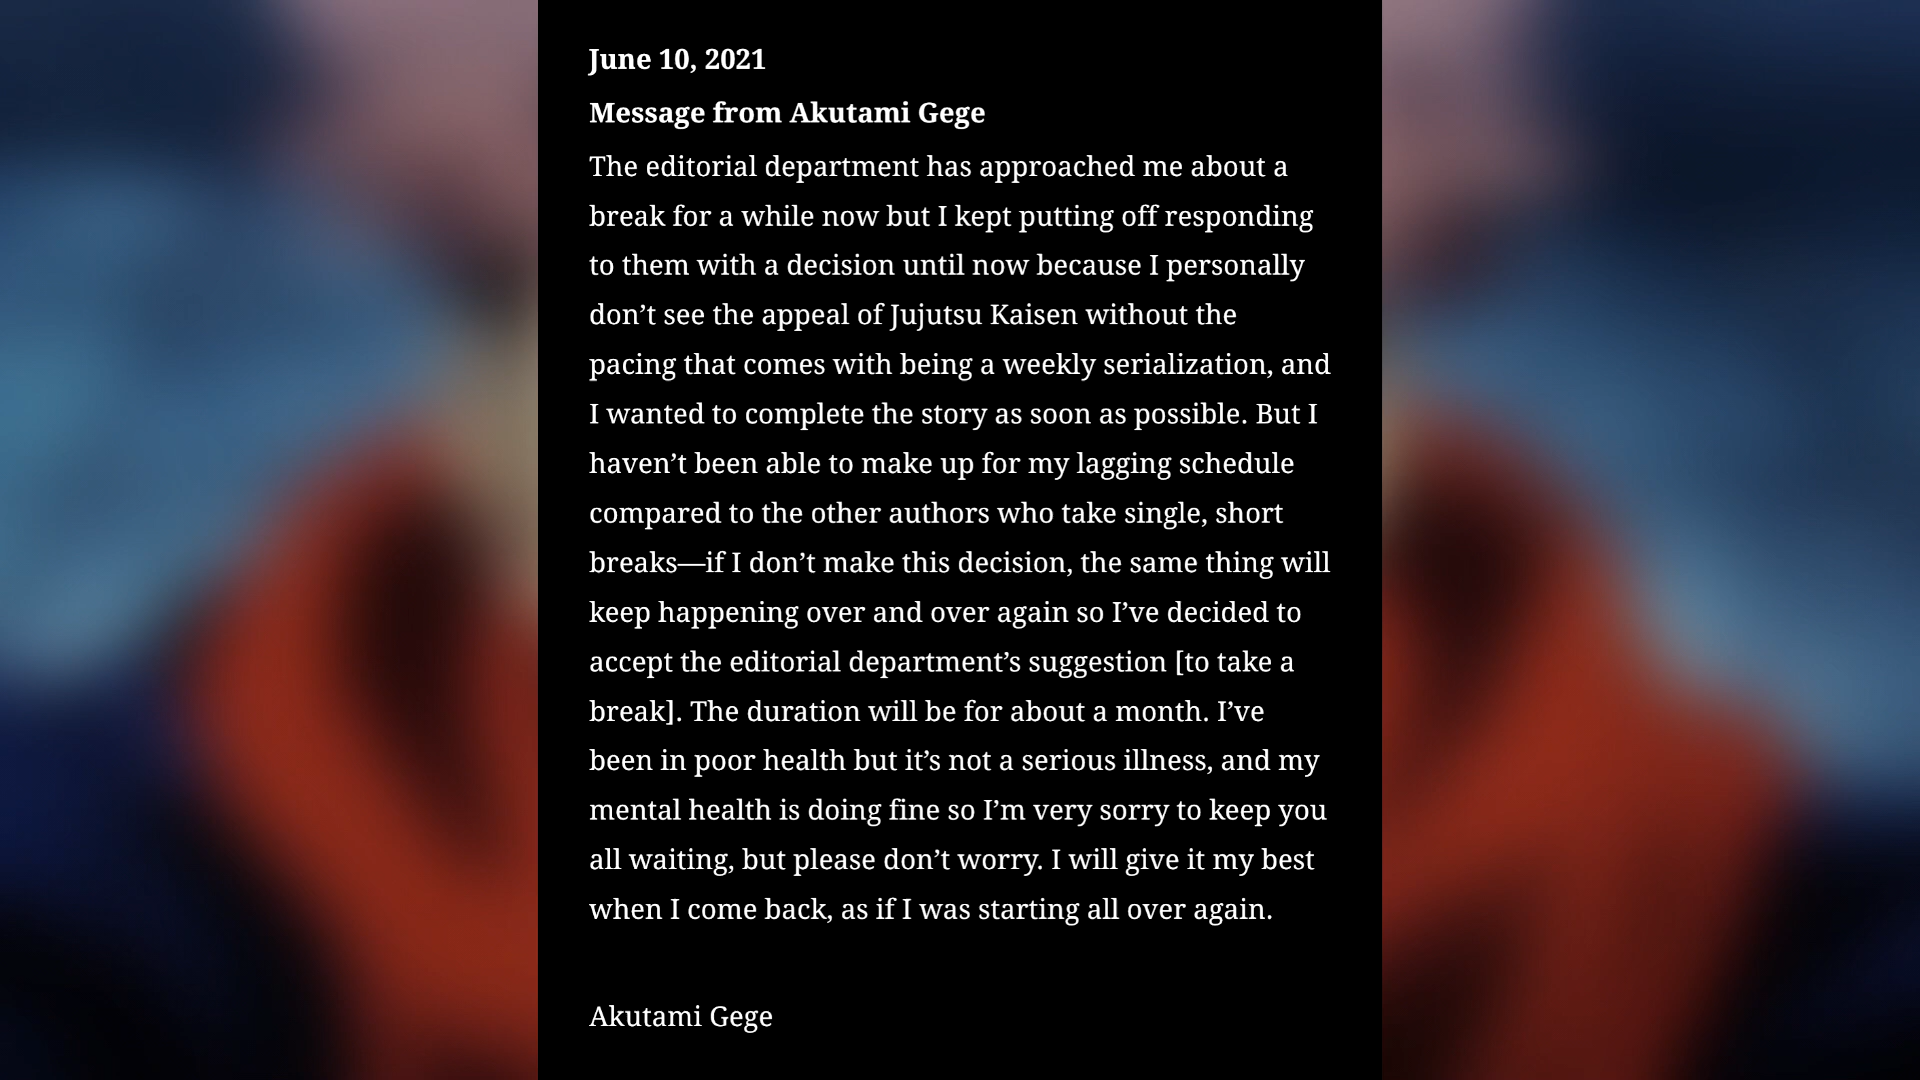 June 10, 2021
Message from Akutami Gege
The editorial department has approached me about a
break for a while now but I kept putting off responding
to them with a decision until now because I personally
don’t see the appeal of Jujutsu Kaisen without the
pacing that comes with being a weekly serialization, and
I wanted to complete the story as soon as possible. But I
haven’t been able to make up for my lagging schedule
compared to the other authors who take single, short
breaks—if I don’t make this decision, the same thing will
keep happening over and over again so I’ve decided to
accept the editorial department’s suggestion [to take a
break]. The duration will be for about a month. I’ve
been in poor health but it’s not a serious illness, and my
mental health is doing fine so I’m very sorry to keep you
all waiting, but please don’t worry. I will give it my best
when I come back, as if I was starting all over again.
Akutami Gege